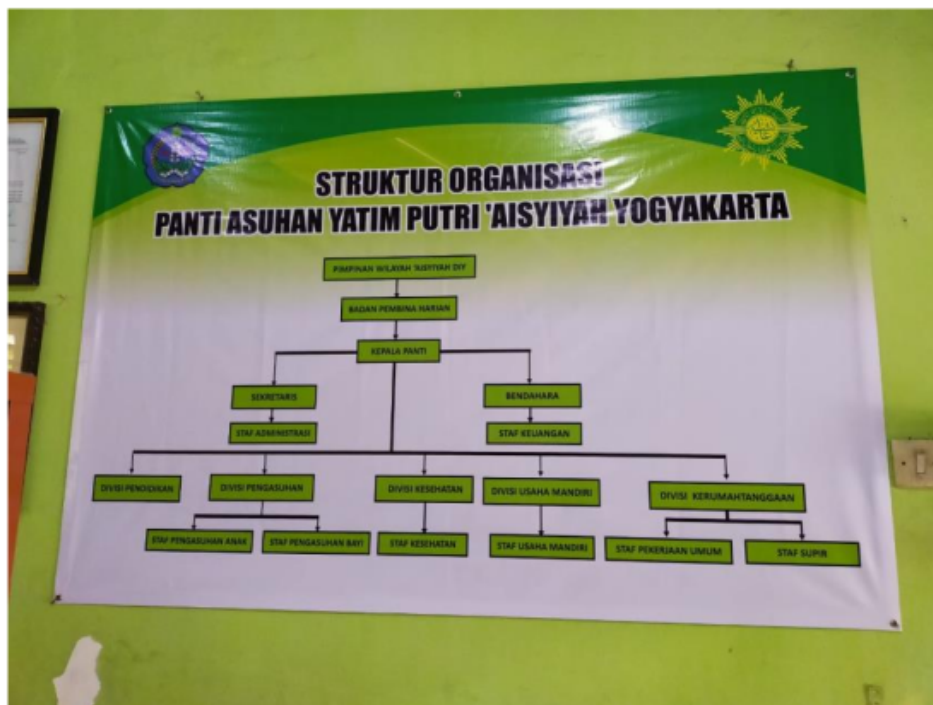 STRUKTUR ORGANISASI
PANTI ASUHAN YATIM PUTRI 'AISYIYAH YOGYAKARTA
PIMPINAN WILAYAH 'AISYIYAH DIY
BADAN PEMBINA HARIAN
KEPALA PANTI
SEKRETARIS
BENDAHARA
STAF ADMINISTRASI
STAF KEUANGAN
DIVISI PENDIDIKAN
DIVISI PENGASUHAN
DIVISI KESEHATAN
DIVISI USAHA MANDIRI
DIVISI KERUMAHTANGGAAN
STAF PENGASUHAN ANAK
STAF PENGASUHAN BAYI
STAF KESEHATAN
STAF USAHA MANDIRI
STAF PEKERJAAN UMUM
STAF SUPIR